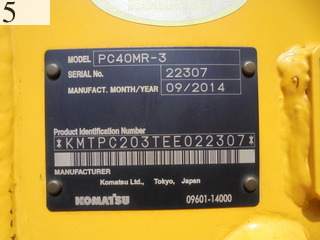 5
MODEL PC40MR-3
SERIAL No. 22307
MANUFACT. MONTH/YEAR 09/2014
Product Identification Number
*KMTPC203TEE022307*
MANUFACTURER
Komatsu Ltd., Tokyo, Japan
KOMATSU 09601-14000